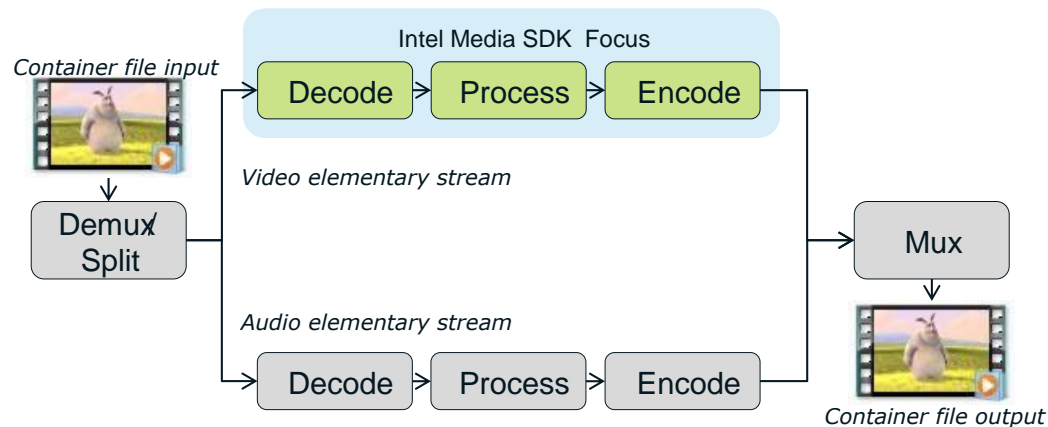 Intel Media SDK Focus
Container file input
Decode
Process
Encode
Video elementary stream
Demux/
Split
Mux
Audio elementary stream
Decode
Process
Encode
Container file output